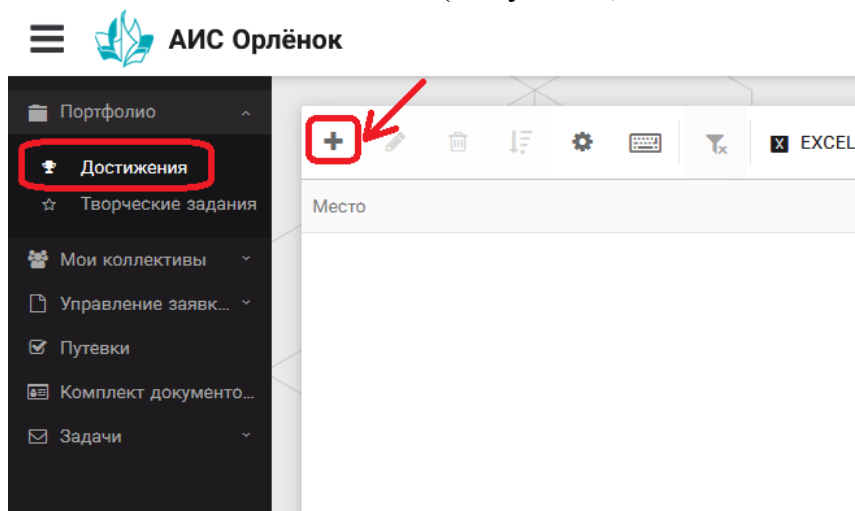 АИС Орлёнок
Портфолио
Достижения
Творческие задания
Мои коллективы
Управление заявк...
Путевки
Комплект документо...
Задачи
X EXCEL
Место